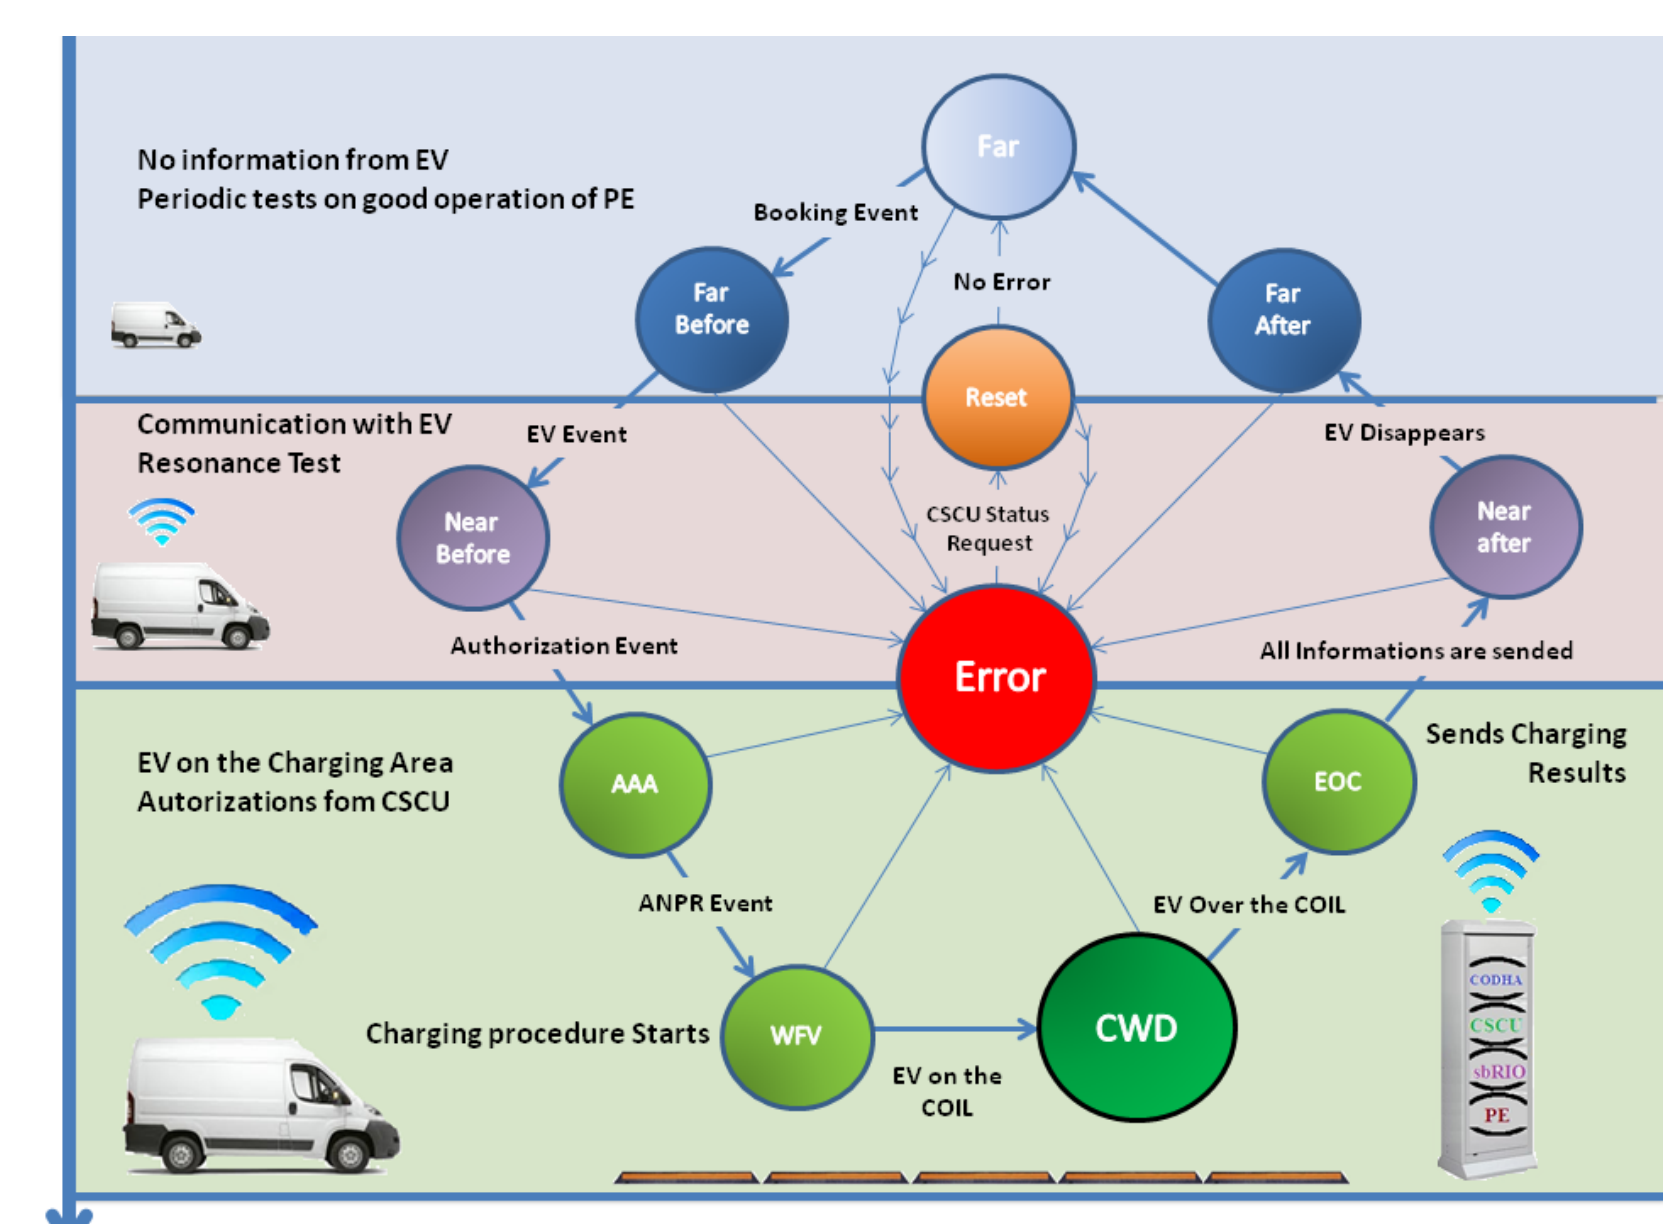 Far
No information from EV
Periodic tests on good operation of PE
Booking Event
No Error
Far
Before
Far
After
Reset
Communication with EV
Resonance Test
EV Event
EV Disappears
CSCU Status
Request
Near
Before
Near
after
Authorization Event
All Informations are sended
Error
EV on the Charging Area
Autorizations fom CSCU
AAA
EOC
Sends Charging
Results
ANPR Event
EV Over the COIL
Charging procedure Starts
WFV
CWD
EV on the
COIL
CODHA
CSCU
sbRIO
PE